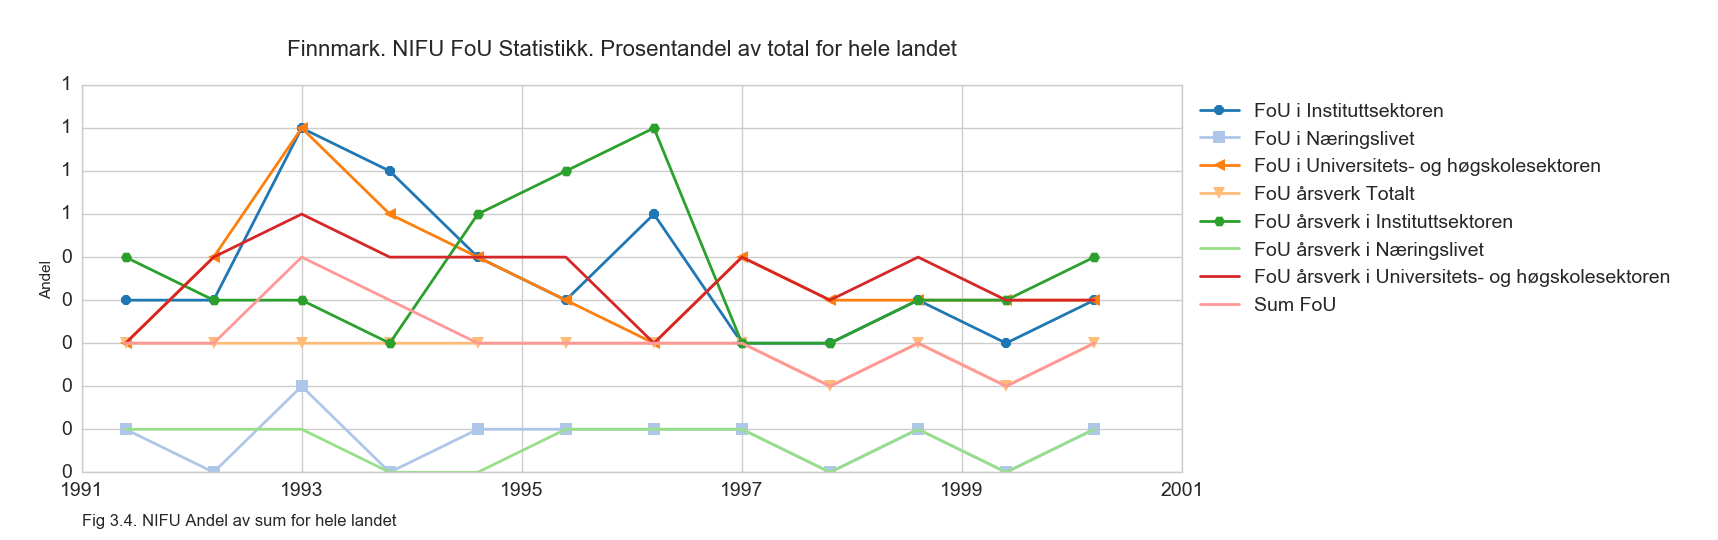 Finnmark. NIFU FoU Statistikk. Prosentandel av total for hele landet
1
1
1
1
0
0
0
0
0
0
Andel
1991
1993
1995
1997
1999
2001
Fig 3.4. NIFU Andel av sum for hele landet
FoU i Instituttsektoren
FoU i Næringslivet
FoU i Universitets- og høgskolesektoren
FoU årsverk Totalt
FoU årsverk i Instituttsektoren
FoU årsverk i Næringslivet
FoU årsverk i Universitets- og høgskolesektoren
Sum FoU